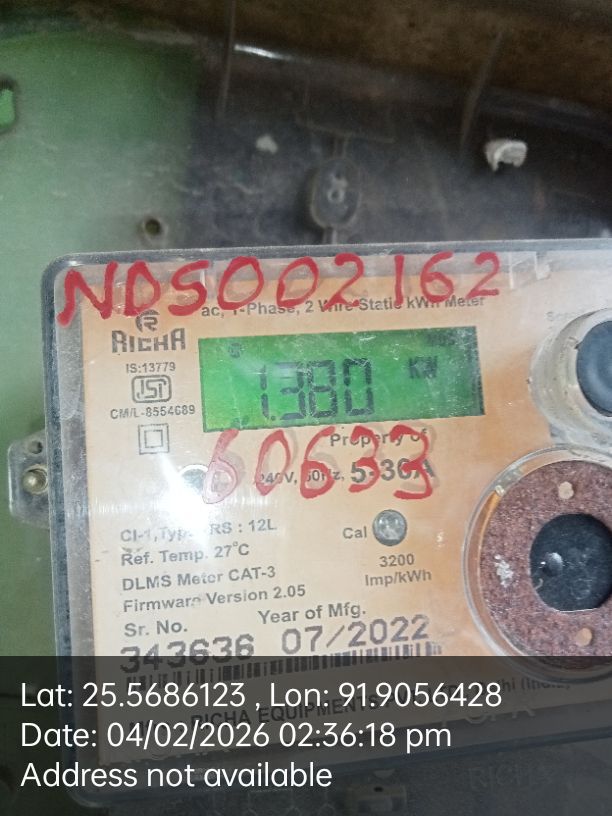 NDS002162
ac, 1-Phase, 2 Wire Static kWh Meter
RICHA
IS:13779
ISI
CM/L-8554689
1.380 KW
Property of
60633
240V, 50Hz, 5-30A
RS : 12L
Cal
Ref. Temp. 27°C
3200
Imp/kWh
DLMS Meter CAT-3
Firmware Version 2.05
Sr. No.
Year of Mfg.
343636
07/2022
RICHA EQUIPMENTS
Lat: 25.5686123 , Lon: 91.9056428
Date: 04/02/2026 02:36:18 pm
Address not available